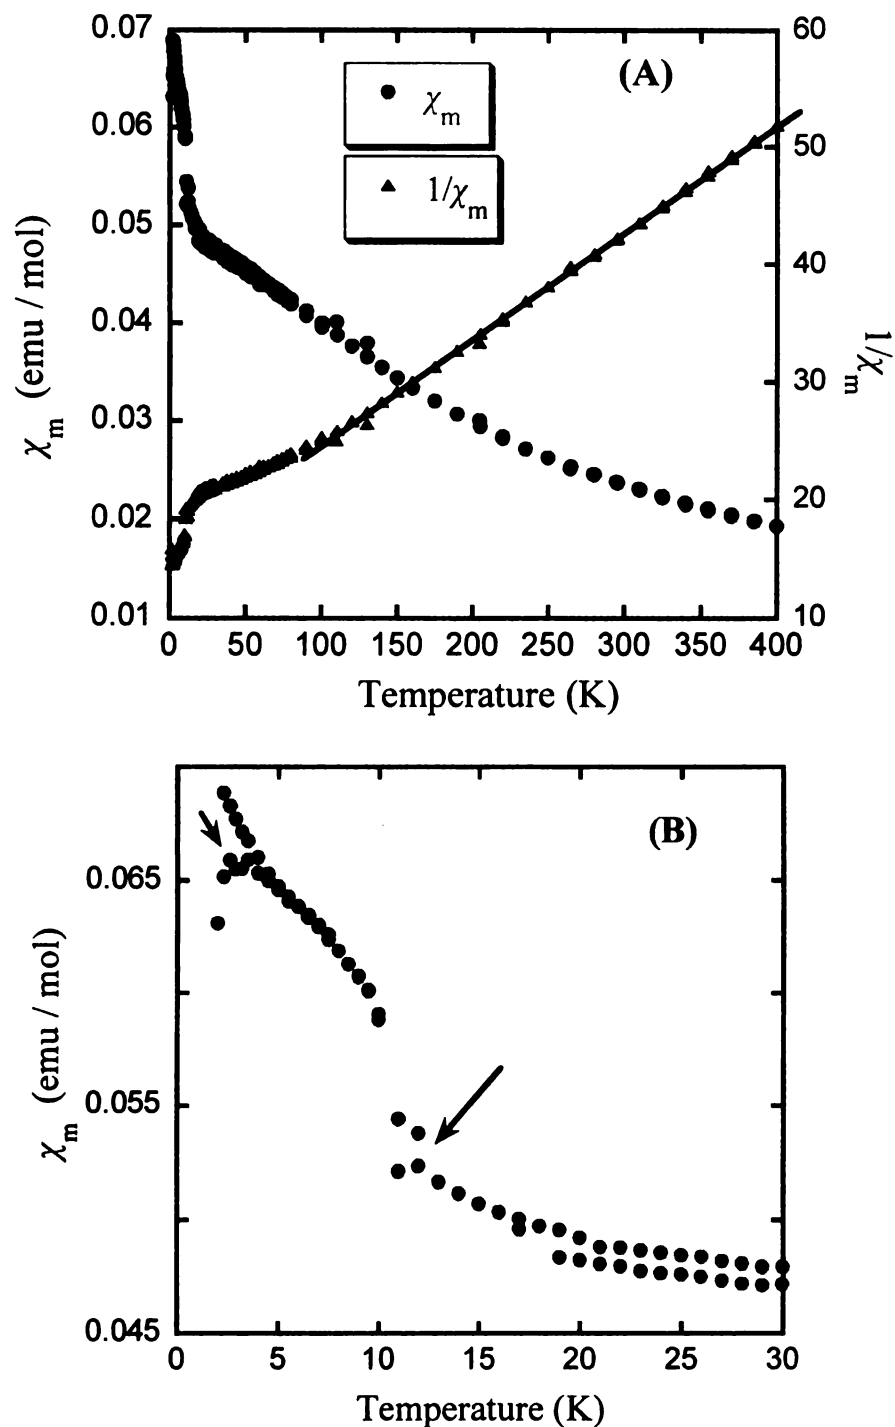 (A)
χm
1/χm
0.07
0.06
0.05
0.04
0.03
0.02
0.01
60
50
40
30
20
10
χm (emu / mol)
1/χm
0 50 100 150 200 250 300 350 400
Temperature (K)
(B)
0.065
0.055
0.045
χm (emu / mol)
0 5 10 15 20 25 30
Temperature (K)